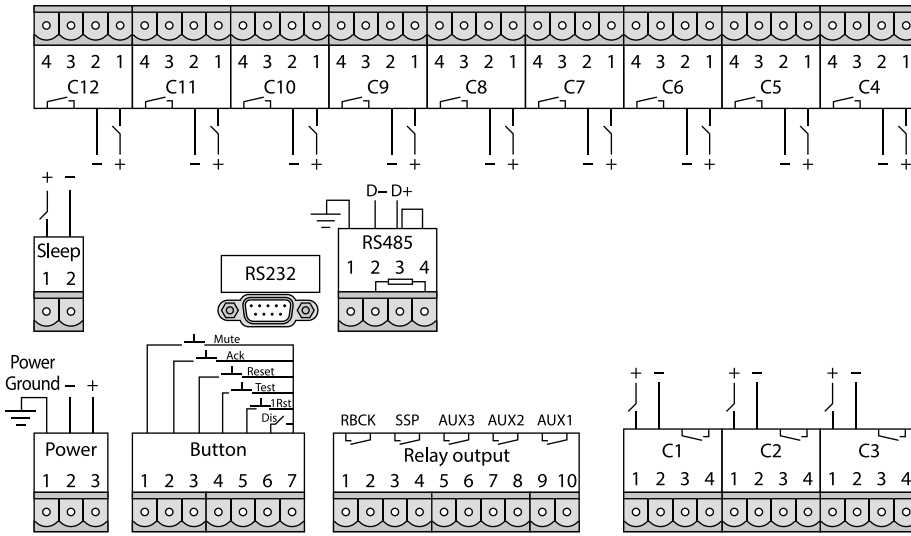 4 3 2 1 4 3 2 1 4 3 2 1 4 3 2 1 4 3 2 1 4 3 2 1 4 3 2 1 4 3 2 1 4 3 2 1
C12 C11 C10 C9 C8 C7 C6 C5 C4
− + − + − + − + − + − + − + − + − +
+ −
Sleep
1 2
RS232
D− D+
RS485
1 2 3 4
Power
Ground − +
Power
1 2 3
Mute
Ack
Reset
Test
1Rst
Dis
Button
1 2 3 4 5 6 7
RBCK SSP AUX3 AUX2 AUX1
Relay output
1 2 3 4 5 6 7 8 9 10
+ − + − + −
C1 C2 C3
1 2 3 4 1 2 3 4 1 2 3 4